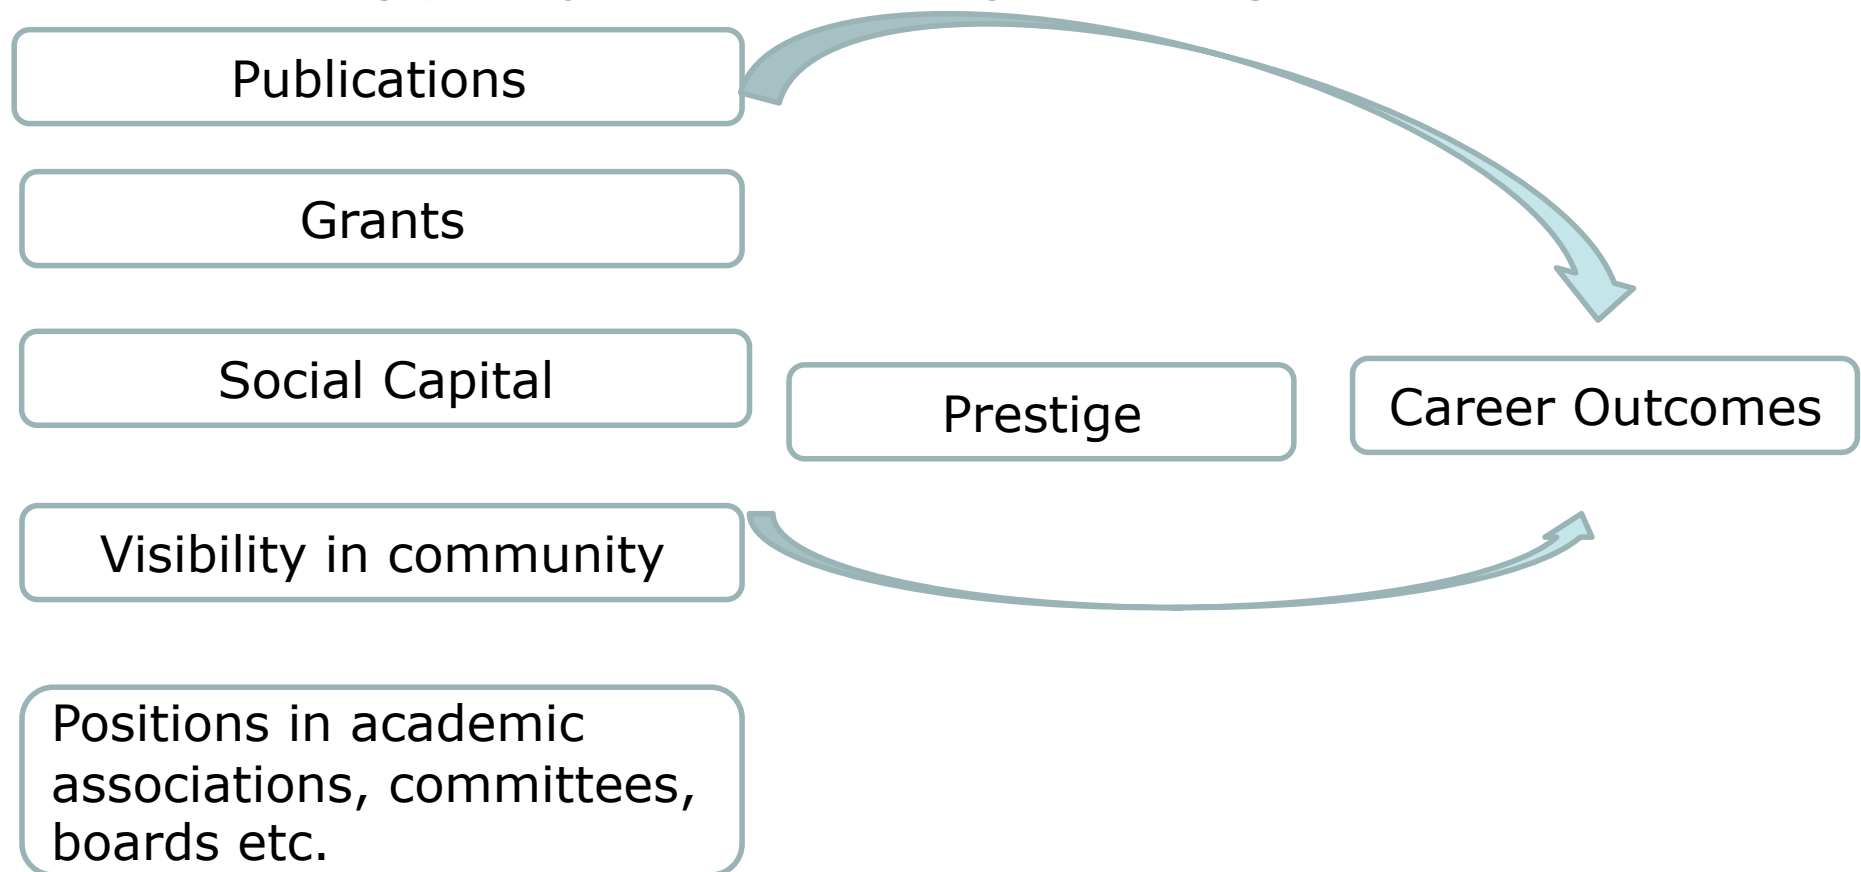 Publications
Grants
Social Capital
Prestige
Career Outcomes
Visibility in community
Positions in academic
associations, committees,
boards etc.